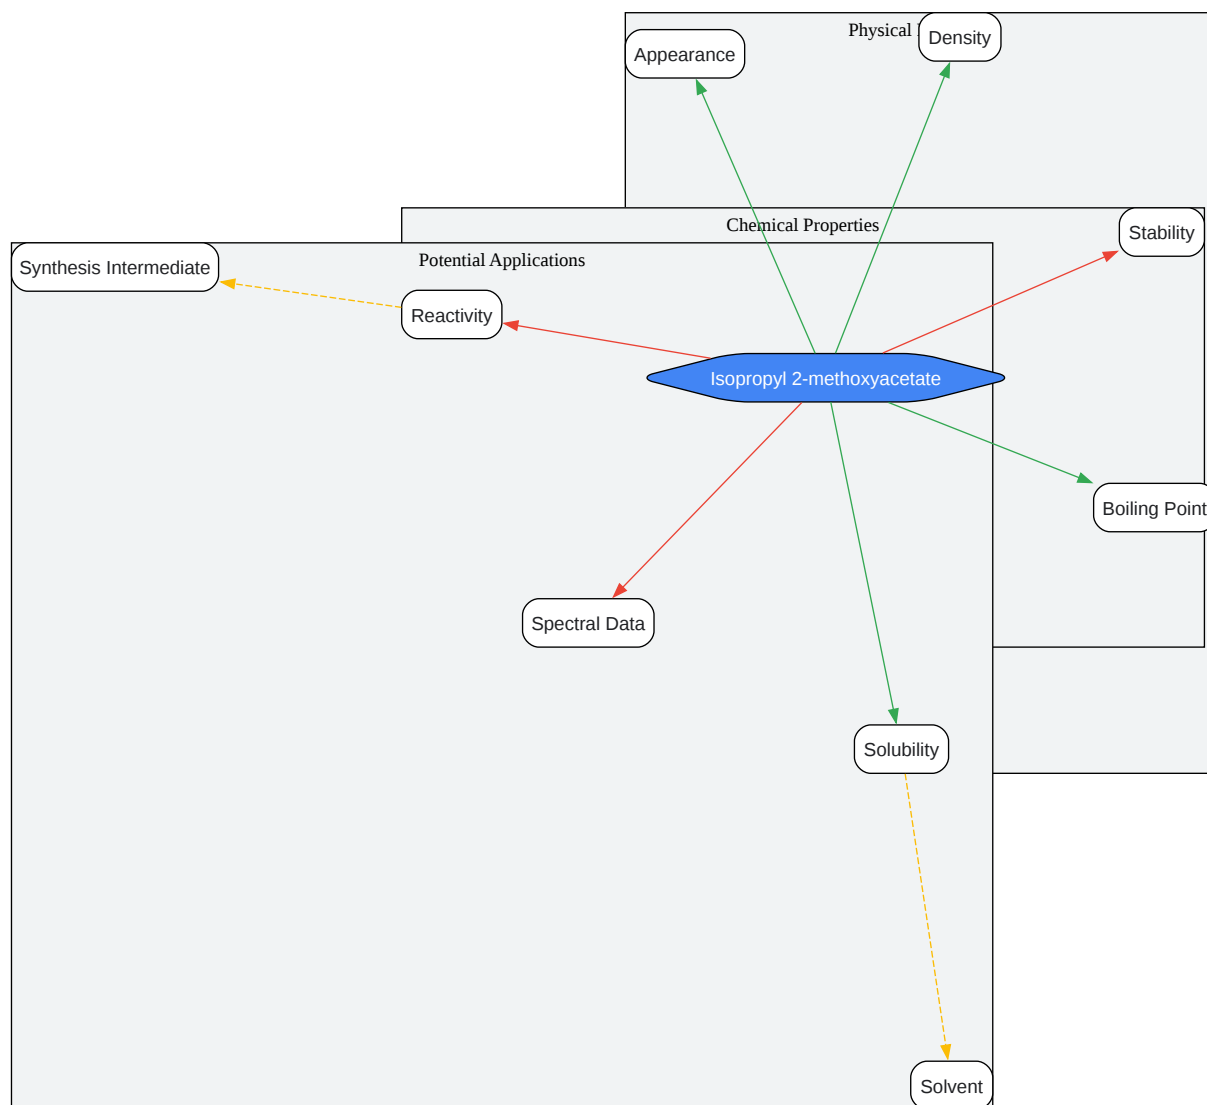 Physical
Density
Appearance
Chemical Properties
Stability
Potential Applications
Synthesis Intermediate
Reactivity
Isopropyl 2-methoxyacetate
Boiling Point
Spectral Data
Solubility
Solvent